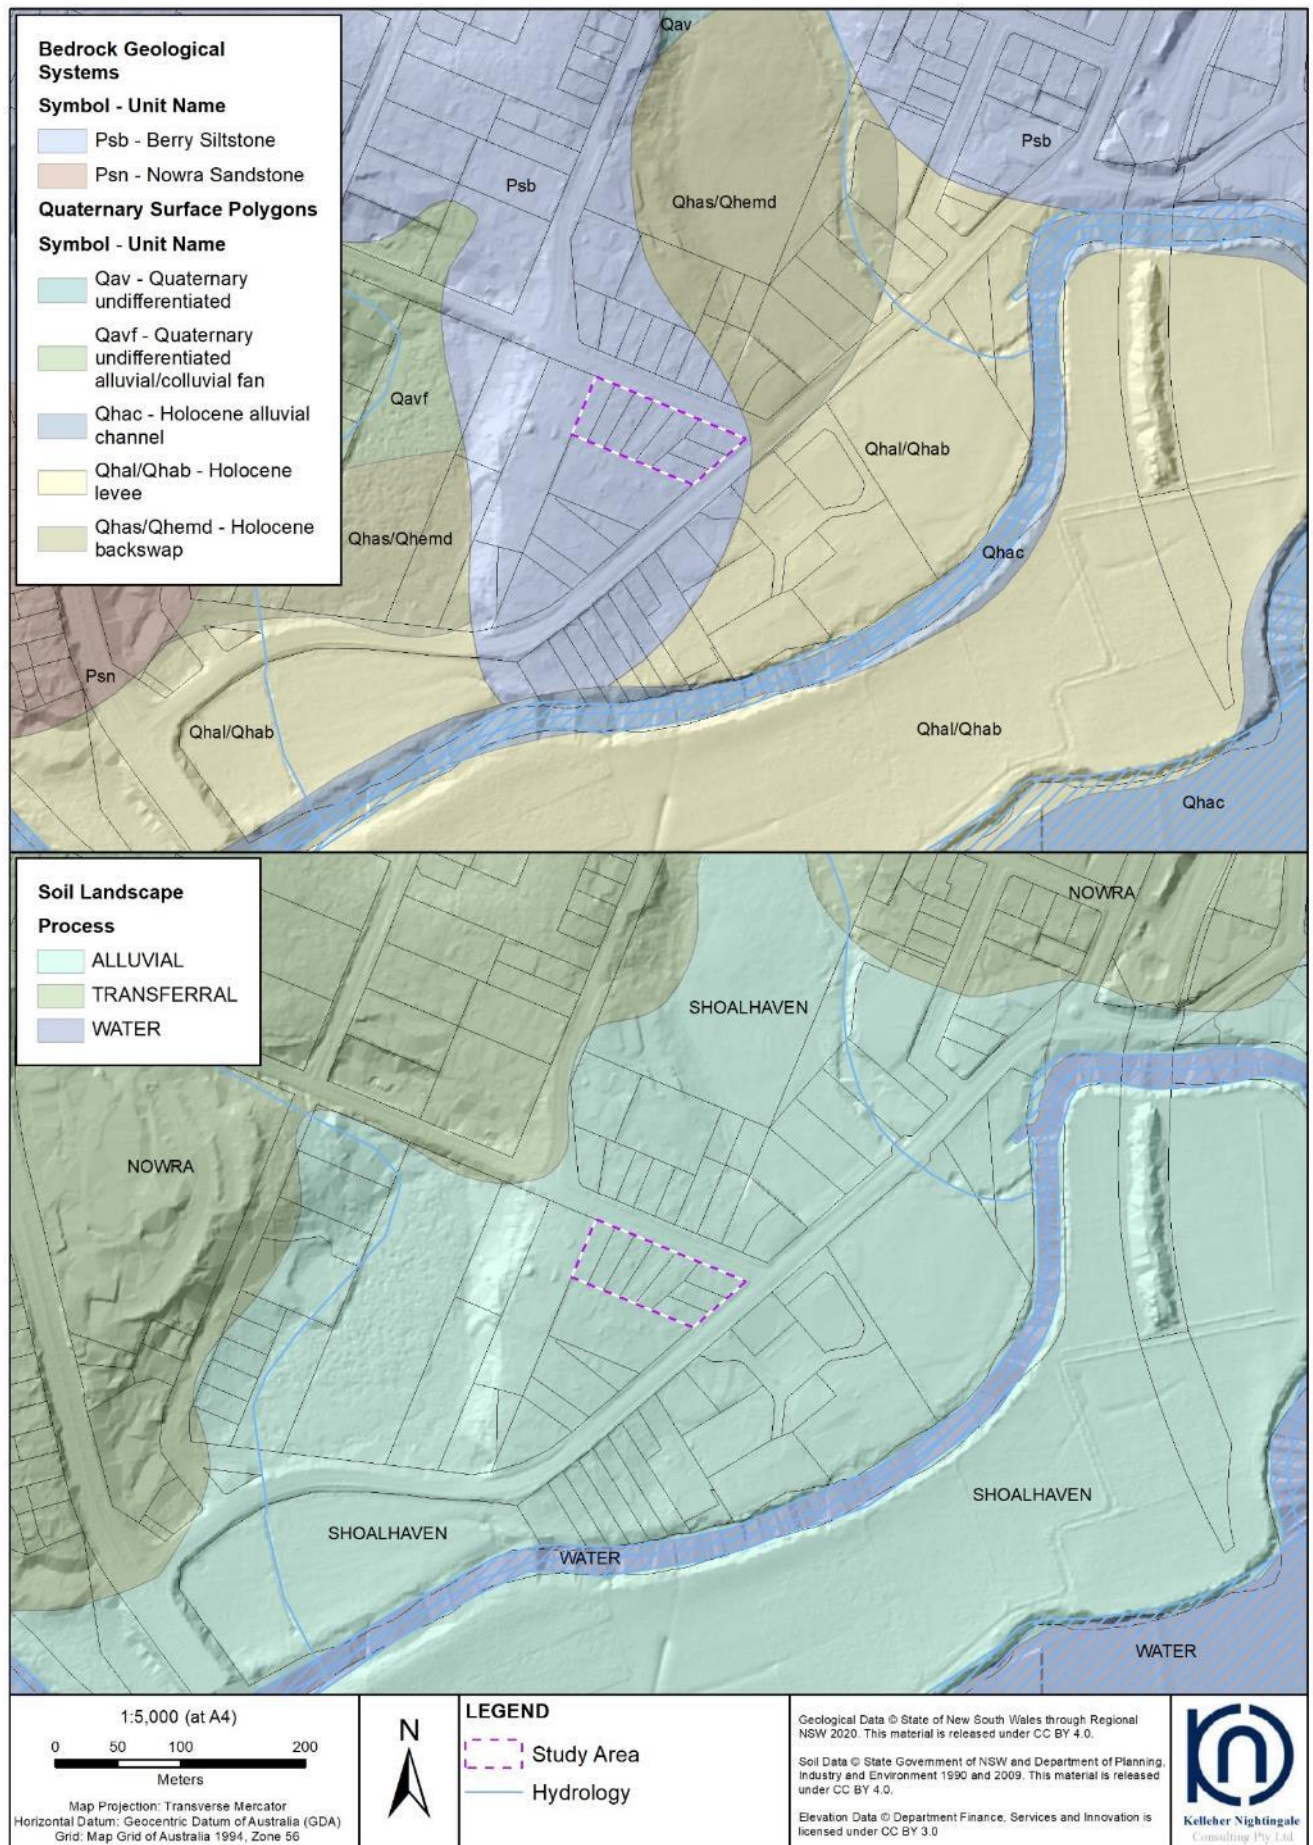 Bedrock Geological
Systems
Symbol - Unit Name
Psb - Berry Siltstone
Psn - Nowra Sandstone
Quaternary Surface Polygons
Symbol - Unit Name
Qav - Quaternary
undifferentiated
Qavf - Quaternary
undifferentiated
alluvial/colluvial fan
Qhac - Holocene alluvial
channel
Qhal/Qhab - Holocene
levee
Qhas/Qhemd - Holocene
backswap
Qav
Psb
Psb
Qhas/Qhemd
Qavf
Qhal/Qhab
Qhas/Qhemd
Qhac
Psn
Qhal/Qhab
Qhal/Qhab
Qhac
Soil Landscape
Process
ALLUVIAL
TRANSFERRAL
WATER
NOWRA
SHOALHAVEN
NOWRA
SHOALHAVEN
SHOALHAVEN
WATER
WATER
1:5,000 (at A4)
0 50 100 200
Meters
Map Projection: Transverse Mercator
Horizontal Datum: Geocentric Datum of Australia (GDA)
Grid: Map Grid of Australia 1994, Zone 56
N
LEGEND
Study Area
Hydrology
Geological Data © State of New South Wales through Regional
NSW 2020. This material is released under CC BY 4.0.
Soil Data © State Government of NSW and Department of Planning,
Industry and Environment 1990 and 2009. This material is released
under CC BY 4.0.
Elevation Data © Department Finance, Services and Innovation is
licensed under CC BY 3.0
Kelleher Nightingale
Consulting Pty Ltd